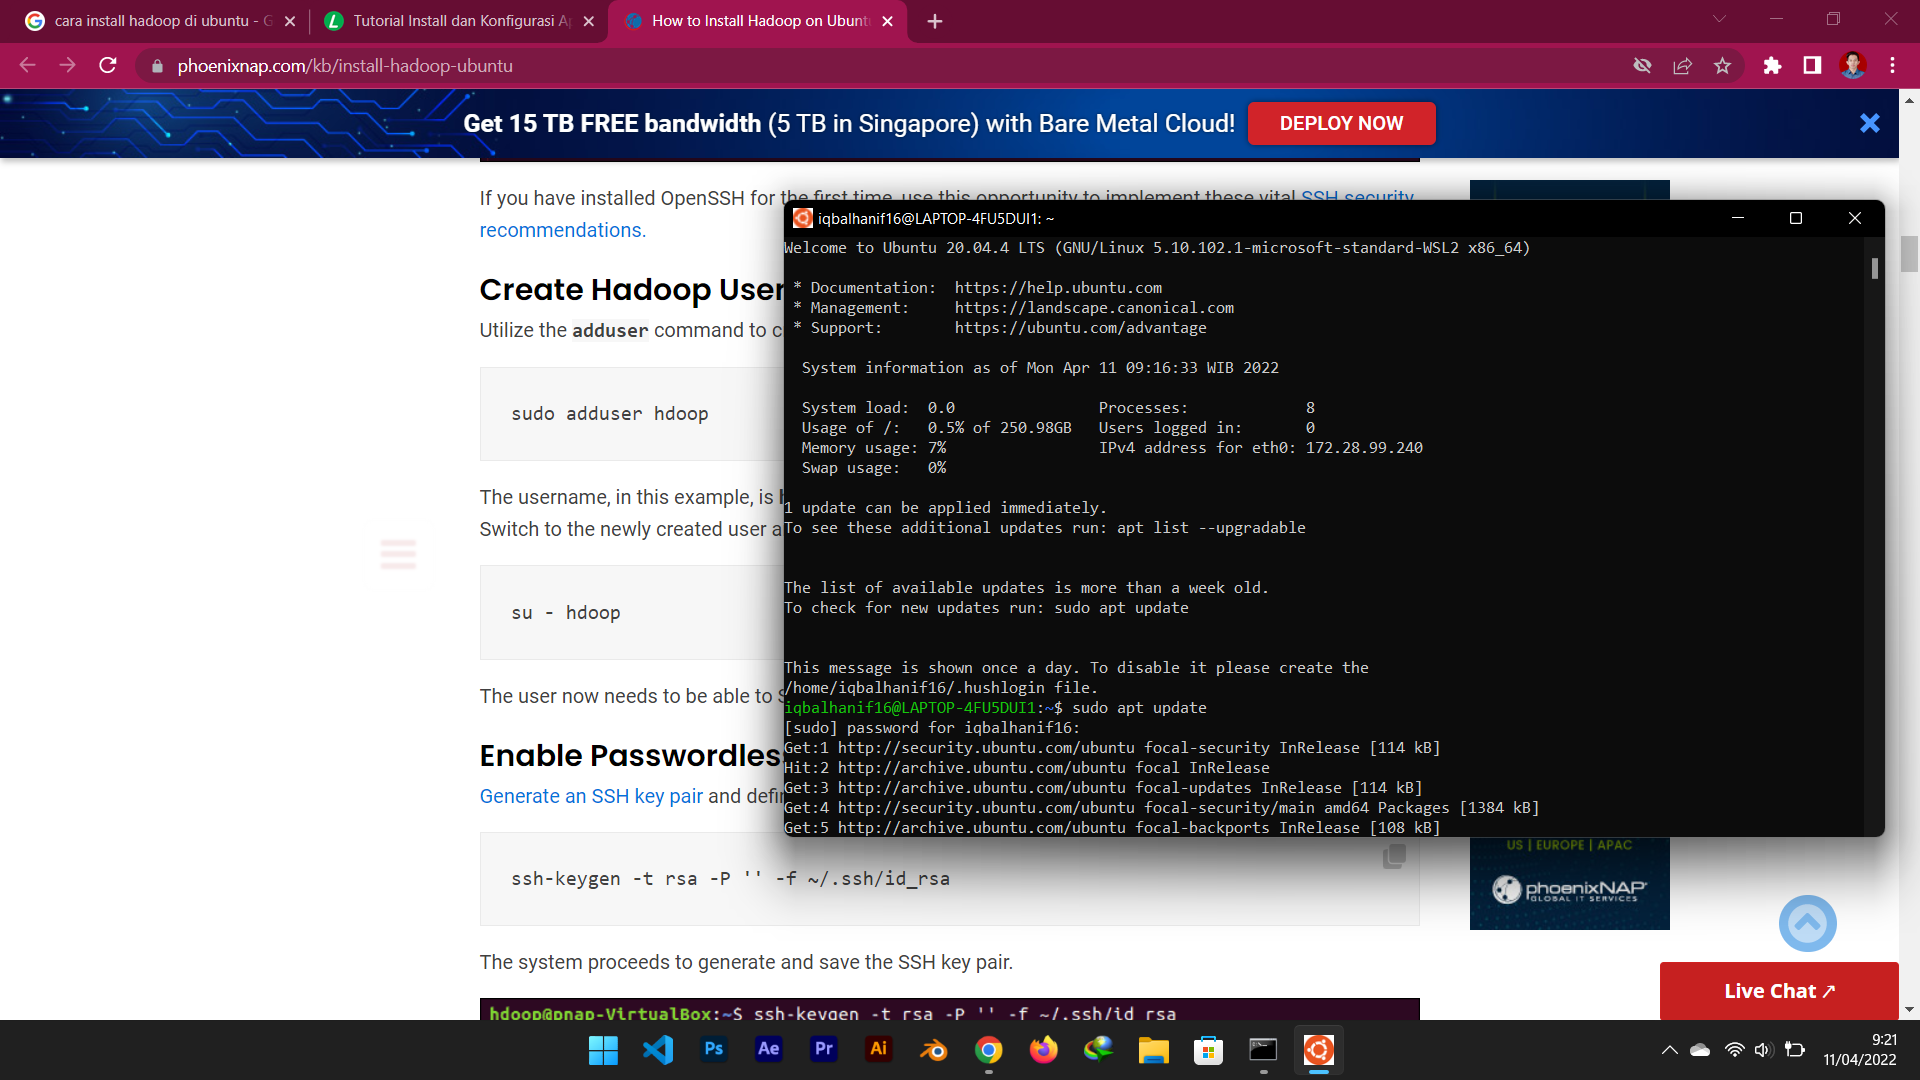 cara install hadoop di ubuntu - G
Tutorial Install dan Konfigurasi Ap
How to Install Hadoop on Ubunt
phoenixnap.com/kb/install-hadoop-ubuntu
Get 15 TB FREE bandwidth (5 TB in Singapore) with Bare Metal Cloud!
DEPLOY NOW
If you have installed OpenSSH for the first time, use this opportunity to implement these vital SSH security
recommendations.
Create Hadoop User
Utilize the adduser command to c
sudo adduser hdoop
The username, in this example, is h
Switch to the newly created user a
su - hdoop
The user now needs to be able to S
Enable Passwordles
Generate an SSH key pair and defi
ssh-keygen -t rsa -P '' -f ~/.ssh/id_rsa
The system proceeds to generate and save the SSH key pair.
hdoop@pnap-VirtualBox:~$ ssh-keygen -t rsa -P '' -f ~/.ssh/id_rsa
iqbalhanif16@LAPTOP-4FU5DUI1: ~
Welcome to Ubuntu 20.04.4 LTS (GNU/Linux 5.10.102.1-microsoft-standard-WSL2 x86_64)
* Documentation:  https://help.ubuntu.com
* Management:     https://landscape.canonical.com
* Support:        https://ubuntu.com/advantage
System information as of Mon Apr 11 09:16:33 WIB 2022
System load:  0.0                Processes:             8
Usage of /:   0.5% of 250.98GB   Users logged in:       0
Memory usage: 7%                 IPv4 address for eth0: 172.28.99.240
Swap usage:   0%
1 update can be applied immediately.
To see these additional updates run: apt list --upgradable
The list of available updates is more than a week old.
To check for new updates run: sudo apt update
This message is shown once a day. To disable it please create the
/home/iqbalhanif16/.hushlogin file.
iqbalhanif16@LAPTOP-4FU5DUI1:~$ sudo apt update
[sudo] password for iqbalhanif16:
Get:1 http://security.ubuntu.com/ubuntu focal-security InRelease [114 kB]
Hit:2 http://archive.ubuntu.com/ubuntu focal InRelease
Get:3 http://archive.ubuntu.com/ubuntu focal-updates InRelease [114 kB]
Get:4 http://security.ubuntu.com/ubuntu focal-security/main amd64 Packages [1384 kB]
Get:5 http://archive.ubuntu.com/ubuntu focal-backports InRelease [108 kB]
US | EUROPE | APAC
phoenixNAP
GLOBAL IT SERVICES
Live Chat ↗
Ps
Ae
Pr
Ai
9:21
11/04/2022